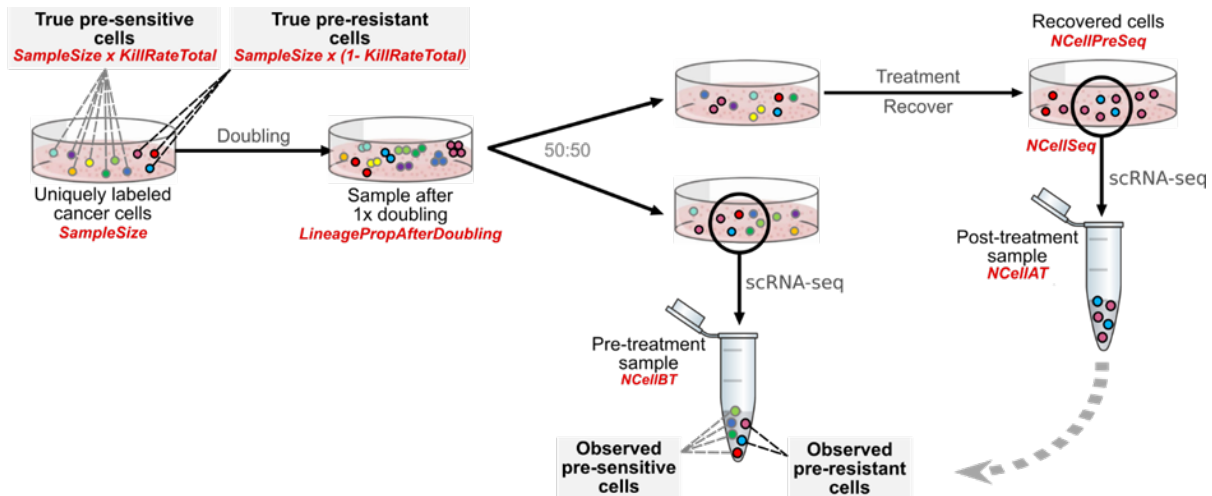 True pre-sensitive
cells
SampleSize x KillRateTotal
True pre-resistant
cells
SampleSize x (1- KillRateTotal)
Uniquely labeled
cancer cells
SampleSize
Doubling
Sample after
1x doubling
LineagePropAfterDoubling
50:50
Treatment
Recover
Recovered cells
NCellPreSeq
NCellSeq
scRNA-seq
Post-treatment
sample
NCellAT
scRNA-seq
Pre-treatment
sample
NCellBT
Observed
pre-sensitive
cells
Observed
pre-resistant
cells